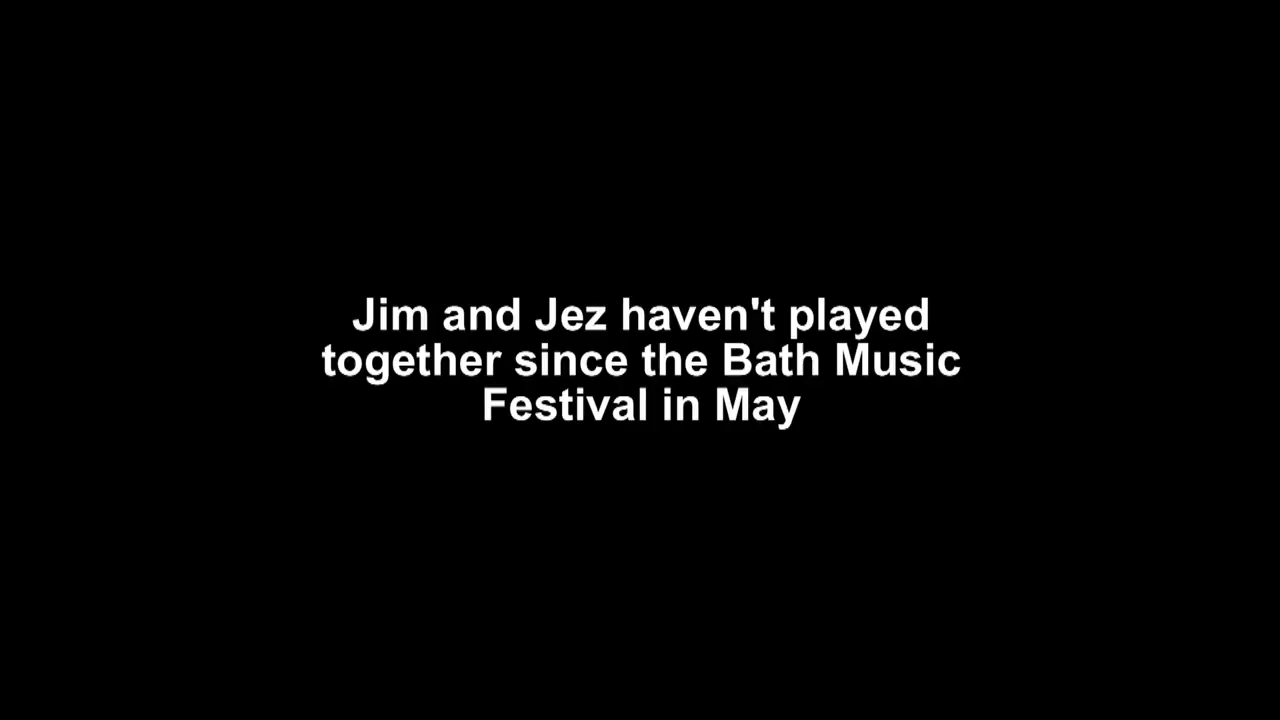 Jim and Jez haven't played
together since the Bath Music
Festival in May